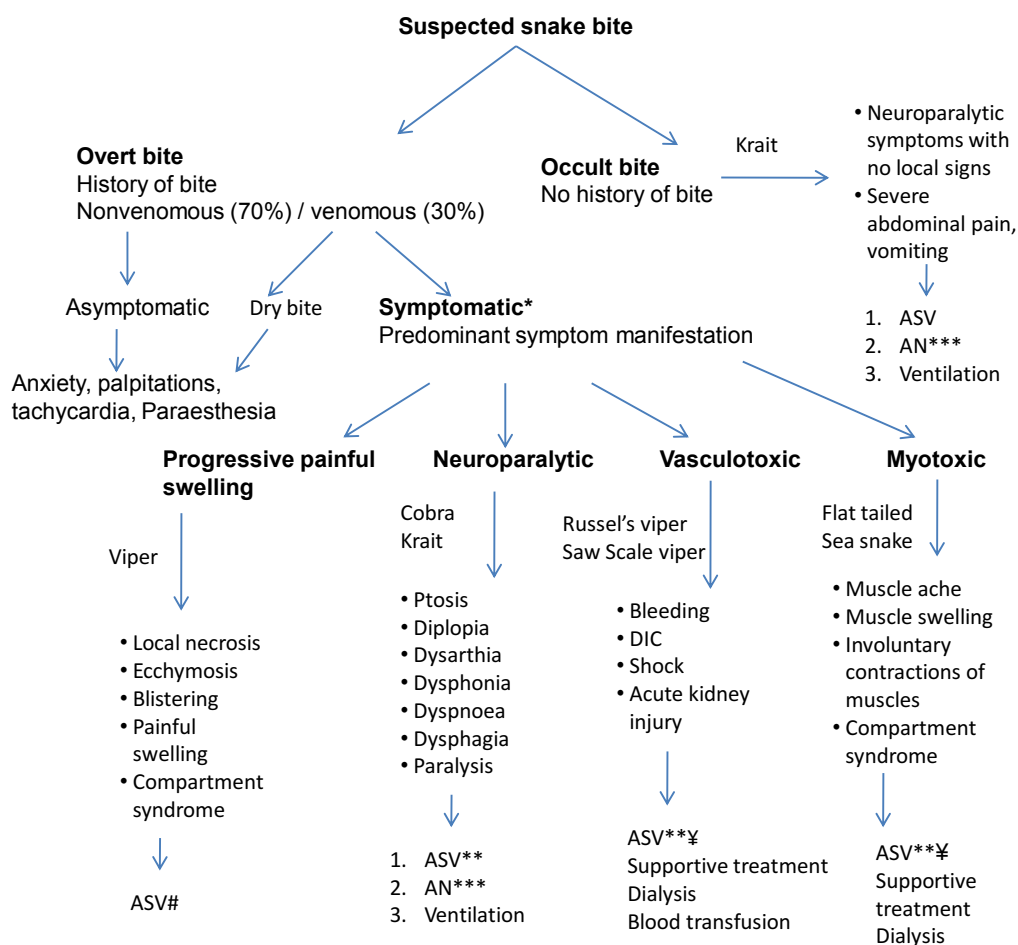 Suspected snake bite
Overt bite
History of bite
Nonvenomous (70%) / venomous (30%)
Occult bite
No history of bite
Krait
• Neuroparalytic
symptoms with
no local signs
• Severe
abdominal pain,
vomiting
1. ASV
2. AN***
3. Ventilation
Asymptomatic
Dry bite
Anxiety, palpitations,
tachycardia, Paraesthesia
Symptomatic*
Predominant symptom manifestation
Progressive painful
swelling
Viper
• Local necrosis
• Ecchymosis
• Blistering
• Painful
swelling
• Compartment
syndrome
ASV#
Neuroparalytic
Cobra
Krait
• Ptosis
• Diplopia
• Dysarthia
• Dysphonia
• Dyspnoea
• Dysphagia
• Paralysis
1. ASV**
2. AN***
3. Ventilation
Vasculotoxic
Russel's viper
Saw Scale viper
• Bleeding
• DIC
• Shock
• Acute kidney
injury
ASV**¥
Supportive treatment
Dialysis
Blood transfusion
Myotoxic
Flat tailed
Sea snake
• Muscle ache
• Muscle swelling
• Involuntary
contractions of
muscles
• Compartment
syndrome
ASV**¥
Supportive
treatment
Dialysis